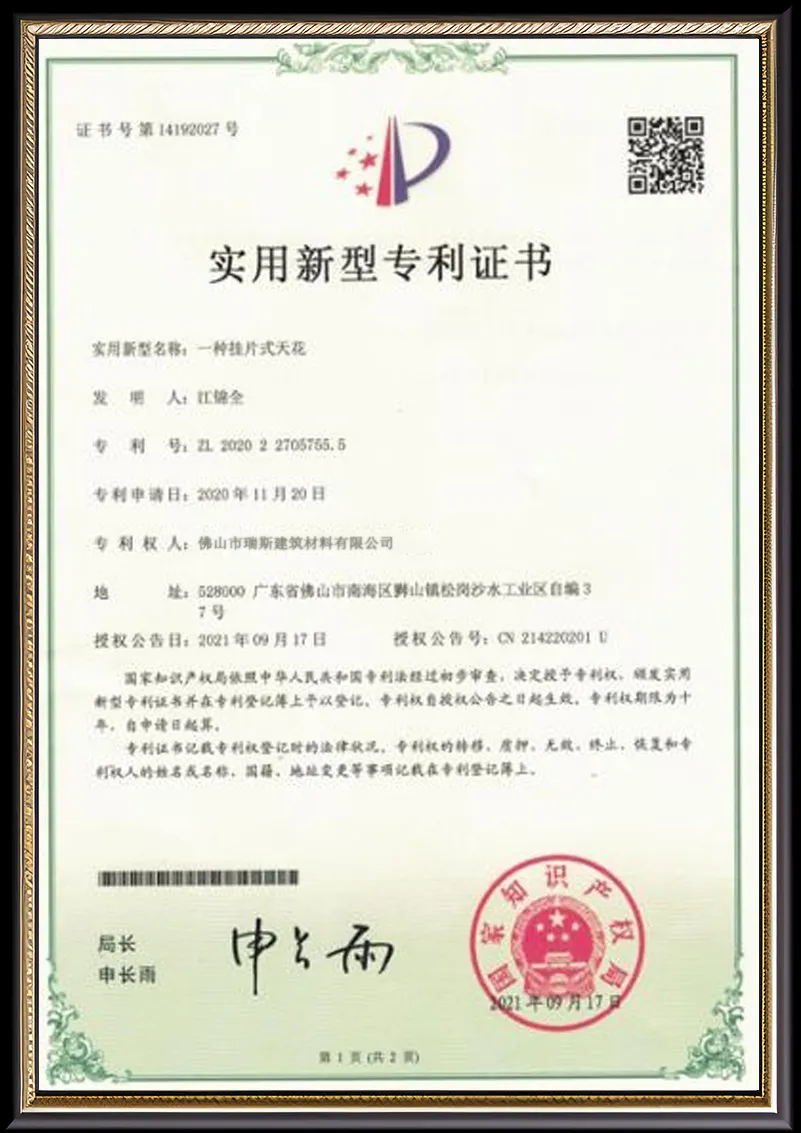 证书号第14192027号
实用新型专利证书
实用新型名称：一种挂片式天花
发明人：江锦全
专利号：ZL 2020 2 2705755.5
专利申请日：2020年11月20日
专利权人：佛山市瑞斯建筑材料有限公司
地址：528000 广东省佛山市南海区狮山镇松岗沙水工业区自编3
7号
授权公告日：2021年09月17日 授权公告号：CN 214220201 U
国家知识产权局依照中华人民共和国专利法经过初步审查，决定授予专利权，颁发实用
新型专利证书并在专利登记簿上予以登记。专利权自授权公告之日起生效。专利权期限为十
年，自申请日起算。
专利证书记载专利权登记时的法律状况。专利权的转移、质押、无效、终止、恢复和专
利权人的姓名或名称、国籍、地址变更等事项记载在专利登记簿上。
局长
申长雨
申长雨
国家知识产权局
2021年09月17日
第1页(共2页)